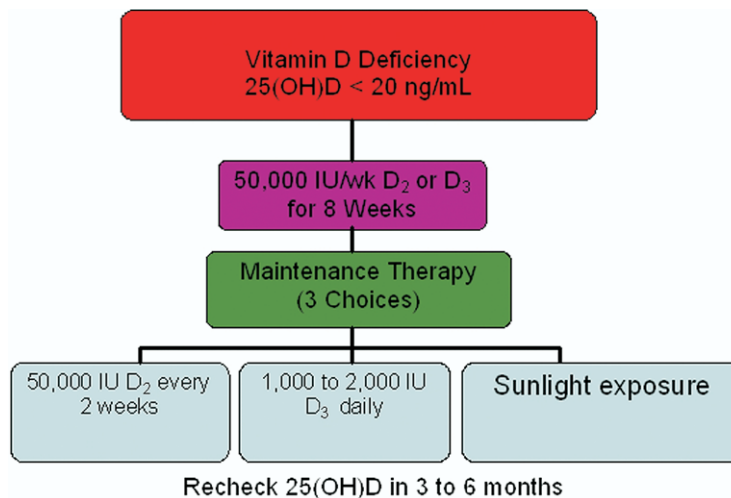 Vitamin D Deficiency
25(OH)D < 20 ng/mL
50,000 IU/wk D₂ or D₃
for 8 Weeks
Maintenance Therapy
(3 Choices)
50,000 IU D₂ every
2 weeks
1,000 to 2,000 IU
D₃ daily
Sunlight exposure
Recheck 25(OH)D in 3 to 6 months